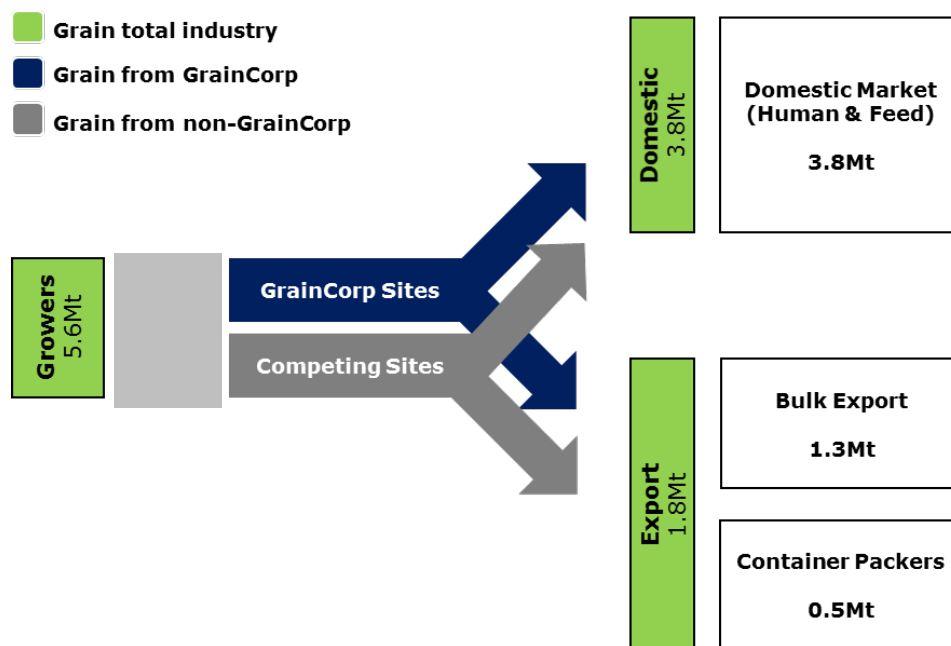 Grain total industry
Grain from GrainCorp
Grain from non-GrainCorp
Growers
5.6Mt
GrainCorp Sites
Competing Sites
Domestic
3.8Mt
Domestic Market
(Human & Feed)
3.8Mt
Export
1.8Mt
Bulk Export
1.3Mt
Container Packers
0.5Mt